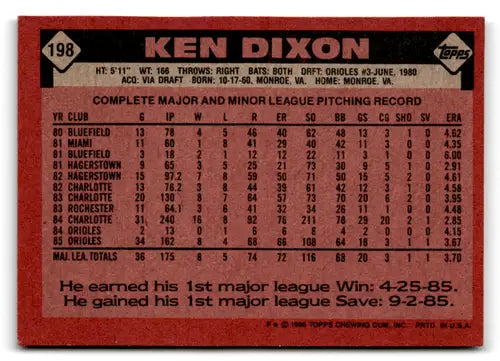 198 KEN DIXON Topps
HT: 5'11" WT: 166 THROWS: RIGHT BATS: BOTH DRFT: ORIOLES #3-JUNE, 1980
ACQ: VIA DRAFT BORN: 10-17-60, MONROE, VA. HOME: MONROE, VA.
COMPLETE MAJOR AND MINOR LEAGUE PITCHING RECORD
YR CLUB G IP W L R ER SO BB GS CG SHO SV ERA
80 BLUEFIELD 13 78 4 5 46 40 62 48 13 3 0 0 4.62
81 MIAMI 11 60 1 8 44 29 44 42 11 4 3 0 4.35
81 BLUEFIELD 3 18 2 1 12 12 12 5 2 1 0 0 6.00
81 HAGERSTOWN 9 65 3 5 25 21 73 30 9 5 1 0 2.91
82 HAGERSTOWN 15 97.2 7 8 59 50 71 51 15 4 2 0 4.61
82 CHARLOTTE 13 76.2 3 8 44 39 61 42 12 3 1 0 4.58
83 CHARLOTTE 20 130 8 7 64 57 73 70 20 6 2 0 3.95
83 ROCHESTER 11 64.1 3 6 41 32 34 26 11 1 0 0 4.48
84 CHARLOTTE 31 240 16 8 92 76 211 78 29 20 2 1 2.85
84 ORIOLES 2 13 0 1 6 6 8 4 2 0 0 0 4.15
85 ORIOLES 34 162 8 4 68 66 108 64 18 3 1 1 3.67
MAJ. LEA. TOTALS 36 175 8 5 74 72 116 68 20 3 1 1 3.70
He earned his 1st major league Win: 4-25-85.
He gained his 1st major league Save: 9-2-85.
© 1986 TOPPS CHEWING GUM, INC. PRTD. IN U.S.A.